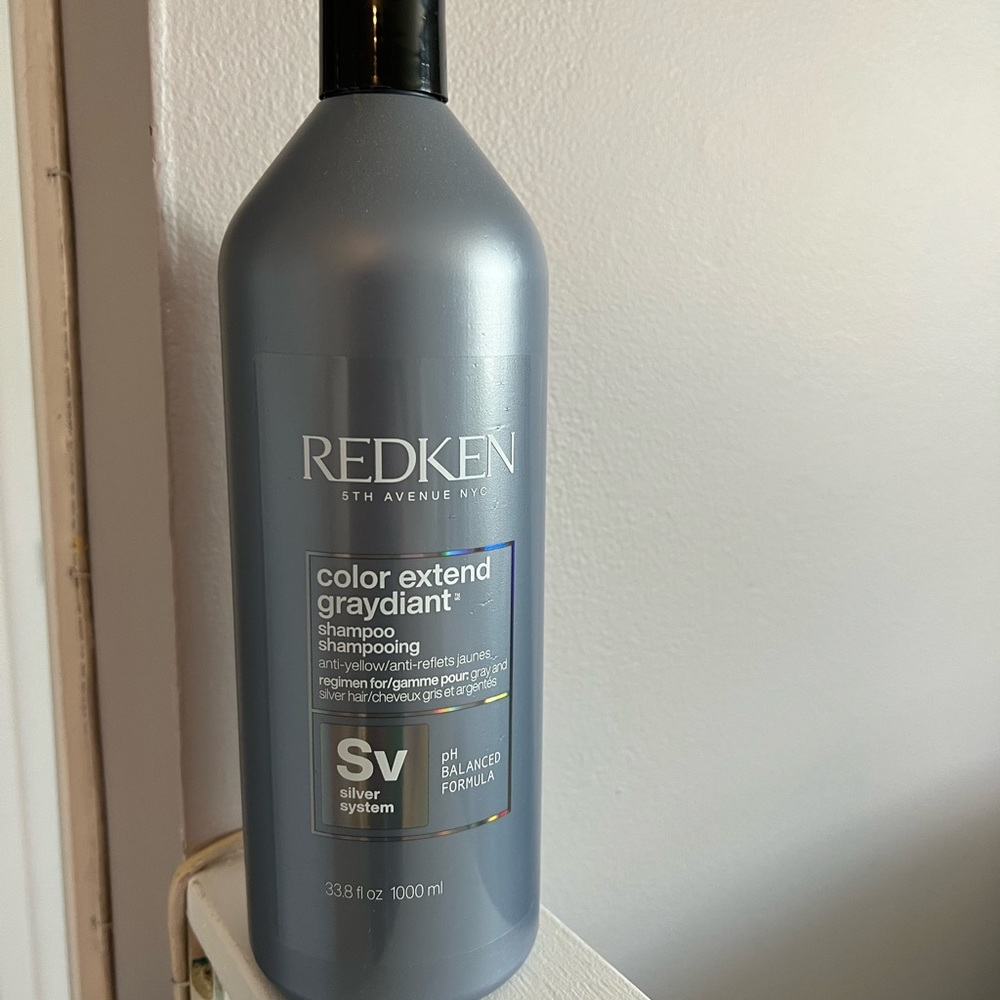 REDKEN
5TH AVENUE NYC
color extend
graydiant™
shampoo
shampooing
anti-yellow/anti-reflets jaunes
regimen for/gamme pour: gray and
silver hair/cheveux gris et argentés
Sv
silver
system
pH
BALANCED
FORMULA
33.8 fl oz 1000 ml